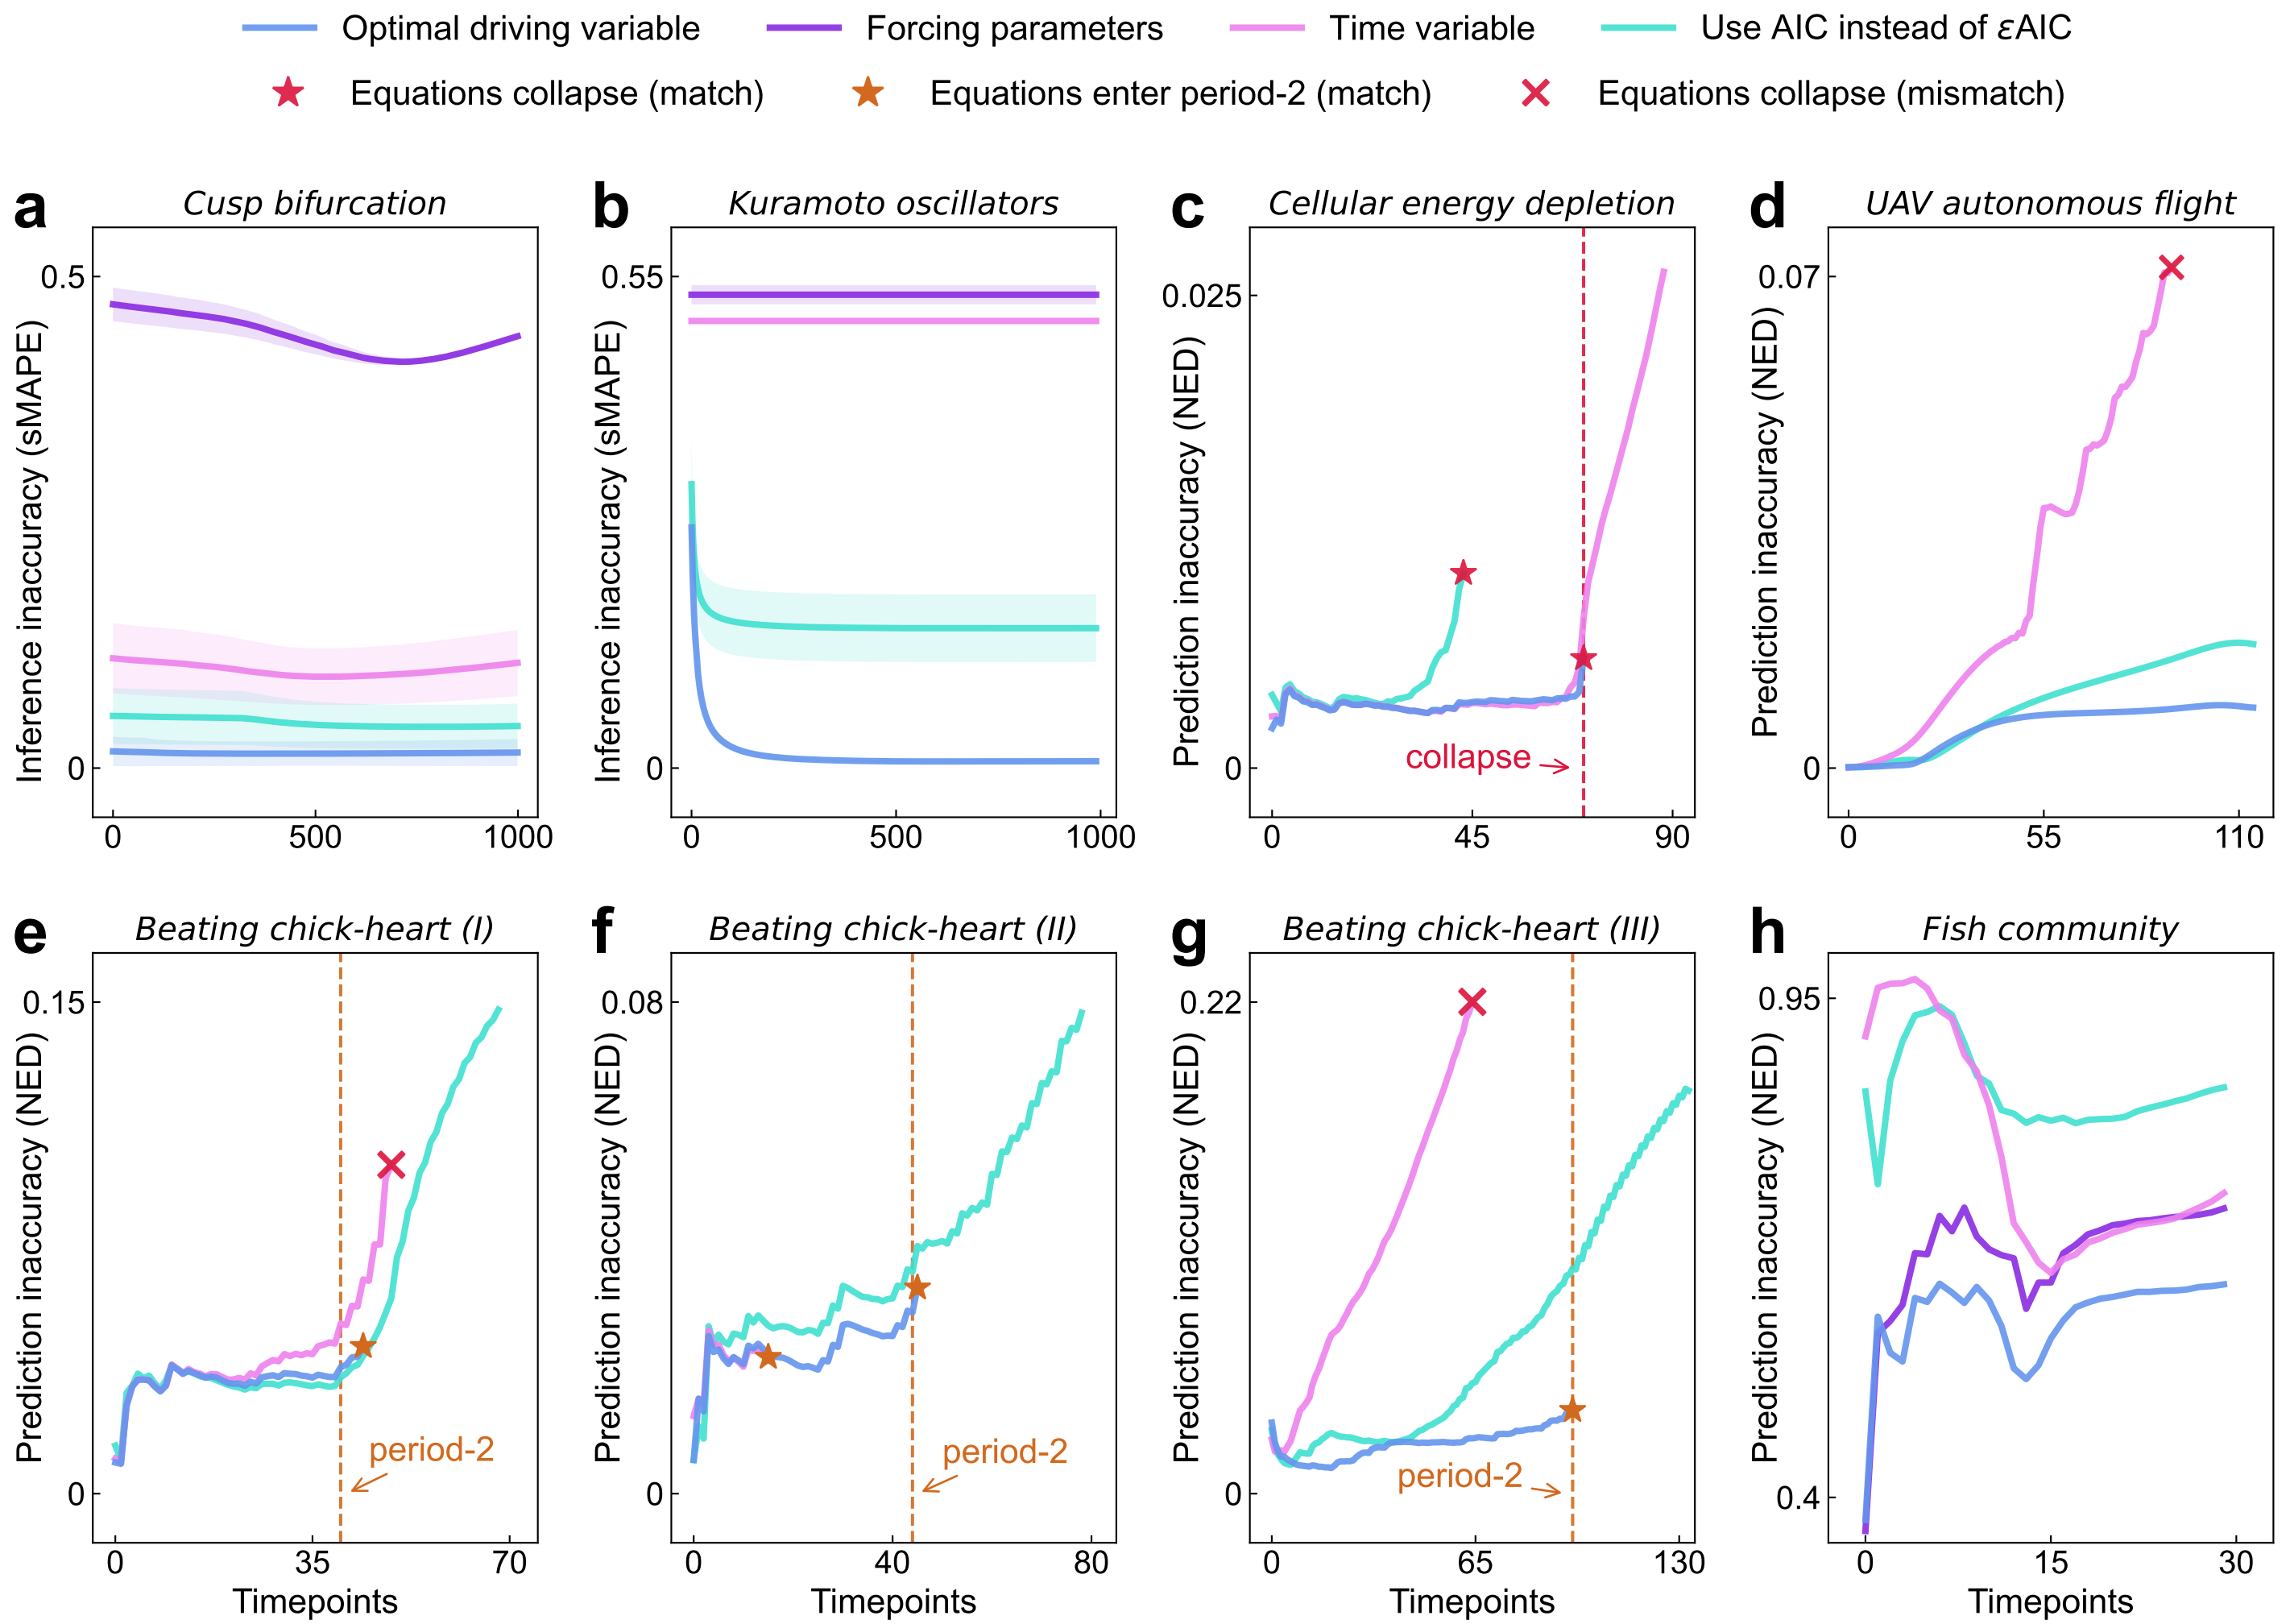 Optimal driving variable Forcing parameters Time variable Use AIC instead of εAIC
Equations collapse (match) Equations enter period-2 (match) Equations collapse (mismatch)
a Cusp bifurcation
Inference inaccuracy (sMAPE)
0.5
0
0 500 1000
b Kuramoto oscillators
Inference inaccuracy (sMAPE)
0.55
0
0 500 1000
c Cellular energy depletion
Prediction inaccuracy (NED)
0.025
0
collapse
0 45 90
d UAV autonomous flight
Prediction inaccuracy (NED)
0.07
0
0 55 110
e Beating chick-heart (I)
Prediction inaccuracy (NED)
0.15
0
period-2
0 35 70
Timepoints
f Beating chick-heart (II)
Prediction inaccuracy (NED)
0.08
0
period-2
0 40 80
Timepoints
g Beating chick-heart (III)
Prediction inaccuracy (NED)
0.22
0
period-2
0 65 130
Timepoints
h Fish community
Prediction inaccuracy (NED)
0.95
0.4
0 15 30
Timepoints